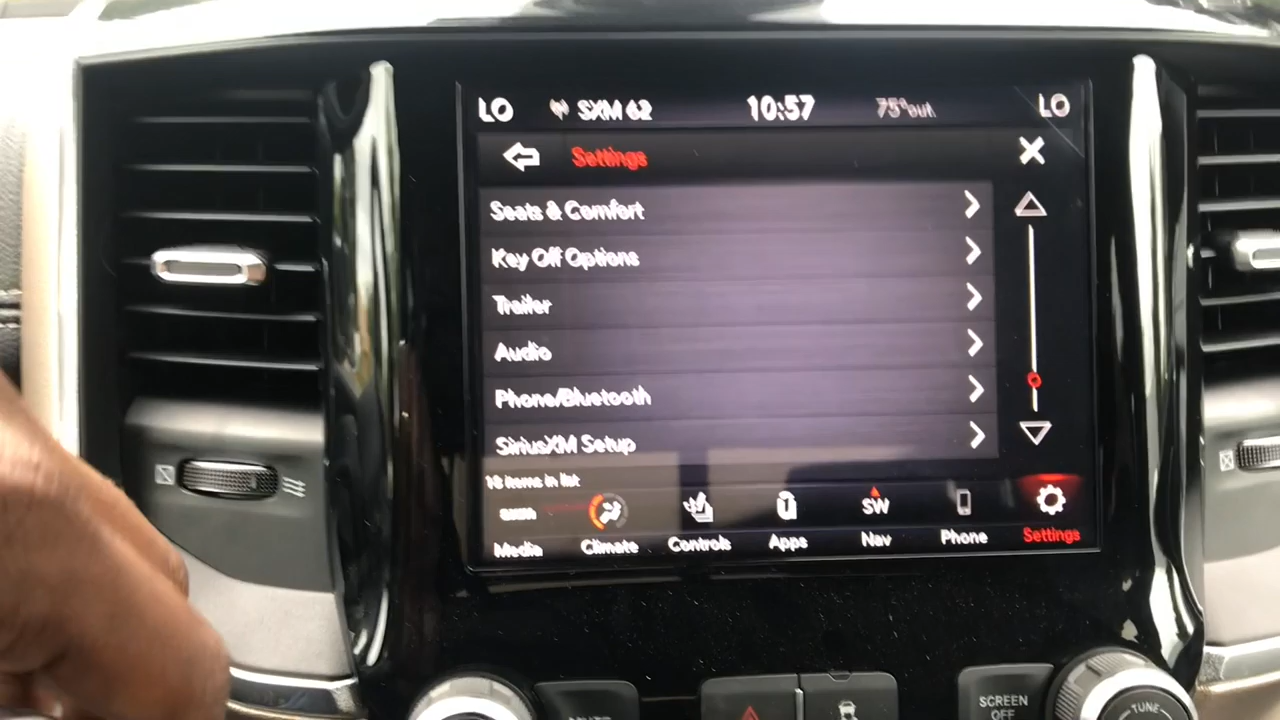 LO SXM 62 10:57 75°out LO
Settings
Seats & Comfort
Key Off Options
Trailer
Audio
Phone/Bluetooth
SiriusXM Setup
items in list
SW
Media Climate Controls Apps Nav Phone Settings
SCREEN
OFF
TUNE